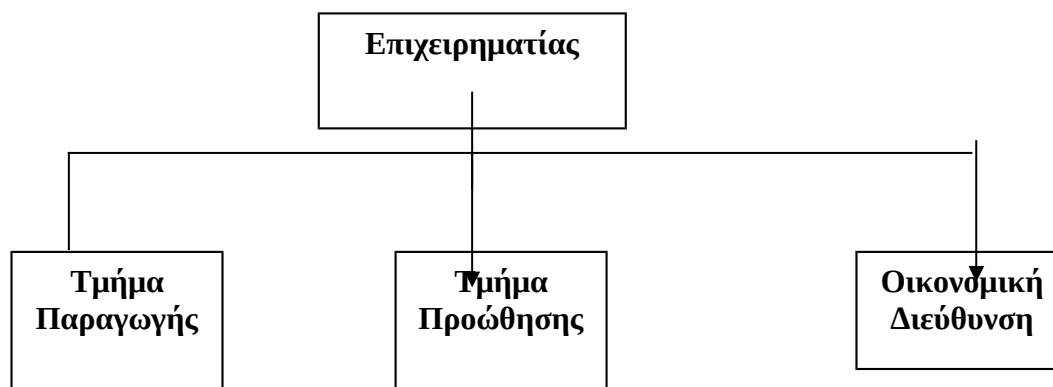 Επιχειρηματίας
Τμήμα
Παραγωγής
Τμήμα
Προώθησης
Οικονομική
Διεύθυνση